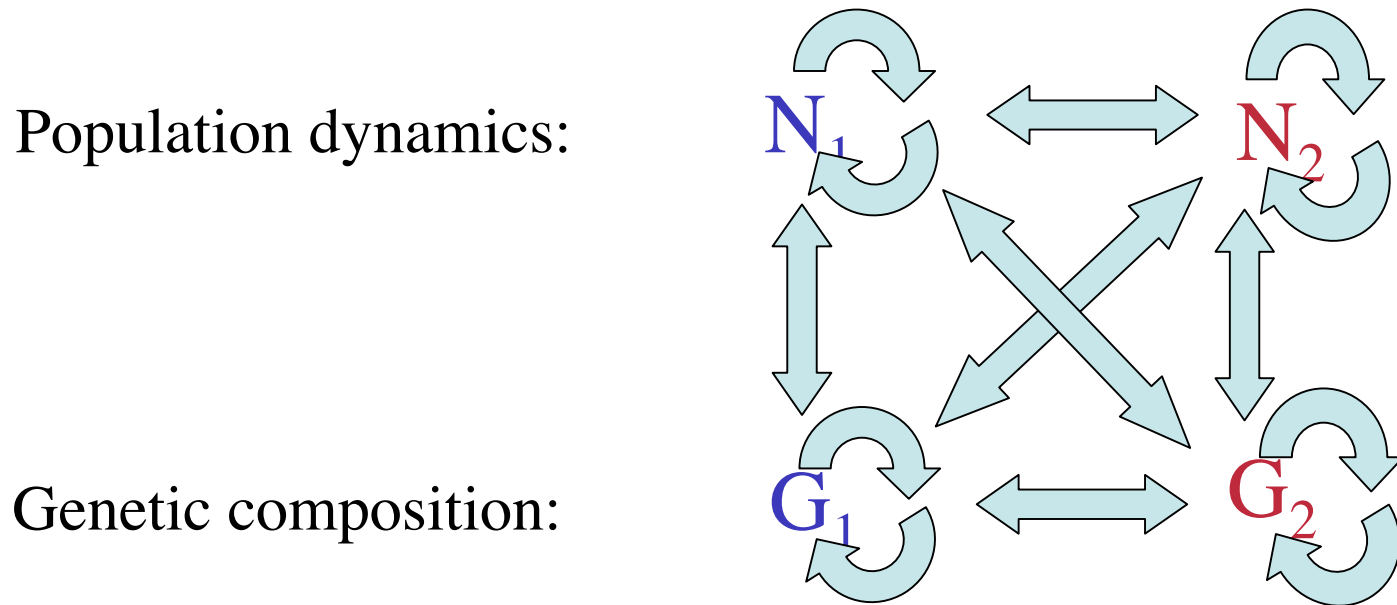 Population dynamics: N₁ N₂
Genetic composition: G₁ G₂